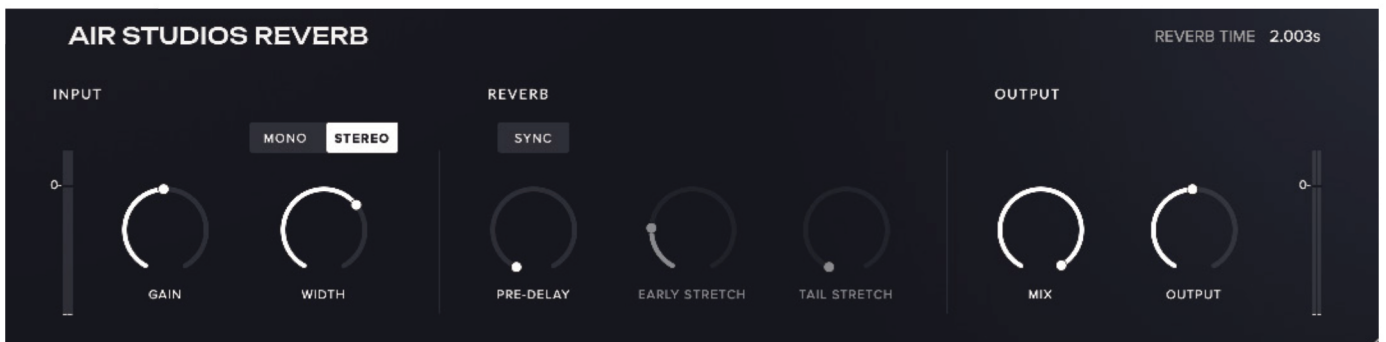 AIR STUDIOS REVERB
REVERB TIME 2.003s
INPUT
REVERB
OUTPUT
MONO STEREO
SYNC
0-
0-
GAIN
WIDTH
PRE-DELAY
EARLY STRETCH
TAIL STRETCH
MIX
OUTPUT
--
--